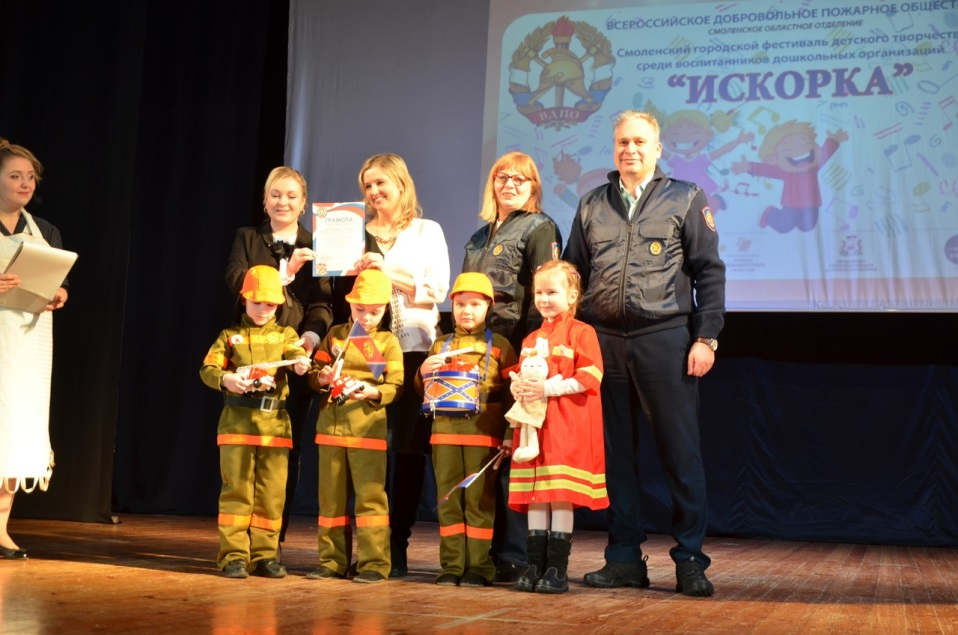 ВСЕРОССИЙСКОЕ ДОБРОВОЛЬНОЕ ПОЖАРНОЕ ОБЩЕСТ
СМОЛЕНСКОЕ ОБЛАСТНОЕ ОТДЕЛЕНИЕ
Смоленский городской фестиваль детского творчеств
среди воспитанников дошкольных организаций
"ИСКОРКА"
ВДПО
ГРАМОТА